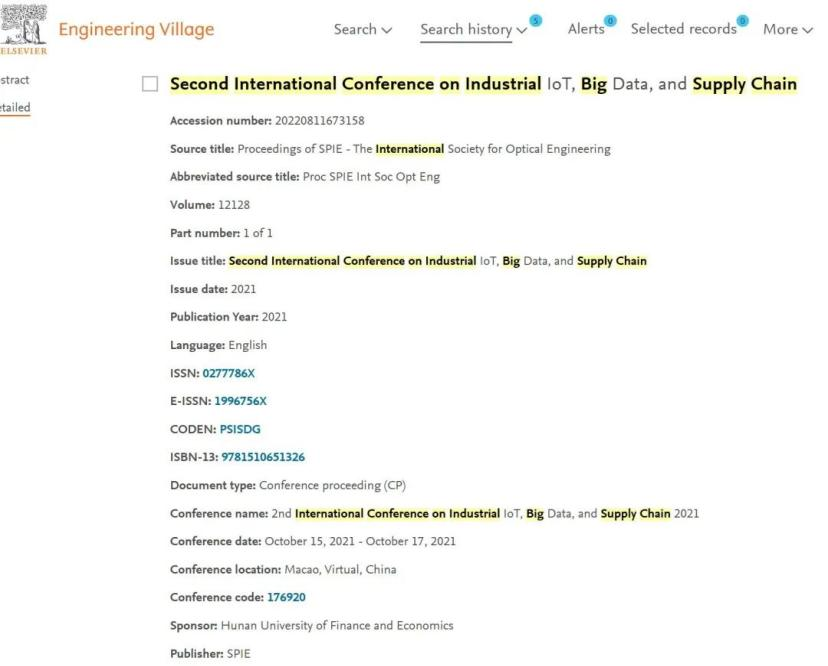 ELSEVIER
Engineering Village
Search
Search history 5
Alerts 0
Selected records 0
More
stract
etailed
Second International Conference on Industrial IoT, Big Data, and Supply Chain
Accession number: 20220811673158
Source title: Proceedings of SPIE - The International Society for Optical Engineering
Abbreviated source title: Proc SPIE Int Soc Opt Eng
Volume: 12128
Part number: 1 of 1
Issue title: Second International Conference on Industrial IoT, Big Data, and Supply Chain
Issue date: 2021
Publication Year: 2021
Language: English
ISSN: 0277786X
E-ISSN: 1996756X
CODEN: PSISDG
ISBN-13: 9781510651326
Document type: Conference proceeding (CP)
Conference name: 2nd International Conference on Industrial IoT, Big Data, and Supply Chain 2021
Conference date: October 15, 2021 - October 17, 2021
Conference location: Macao, Virtual, China
Conference code: 176920
Sponsor: Hunan University of Finance and Economics
Publisher: SPIE